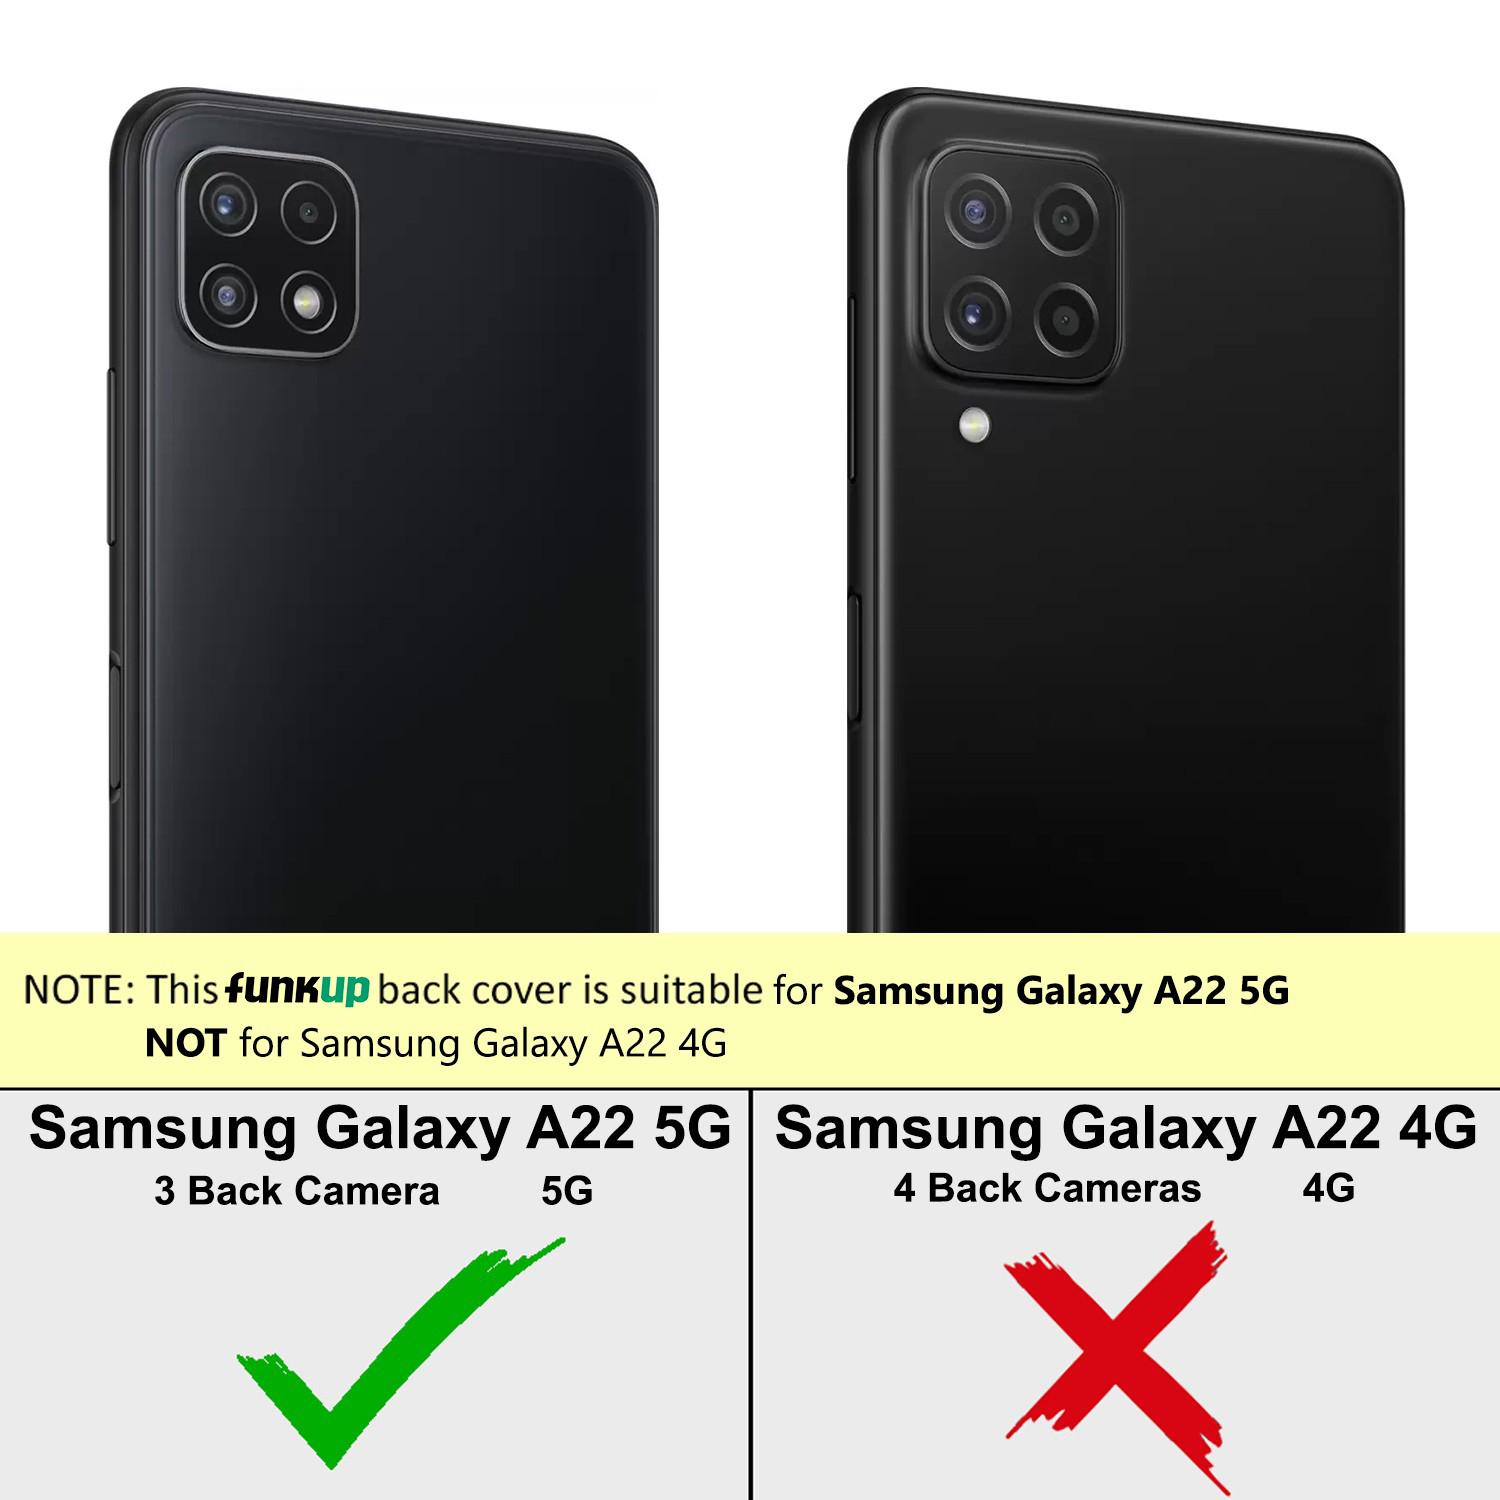 NOTE: This funkup back cover is suitable for Samsung Galaxy A22 5G
NOT for Samsung Galaxy A22 4G
Samsung Galaxy A22 5G
3 Back Camera 5G
Samsung Galaxy A22 4G
4 Back Cameras 4G